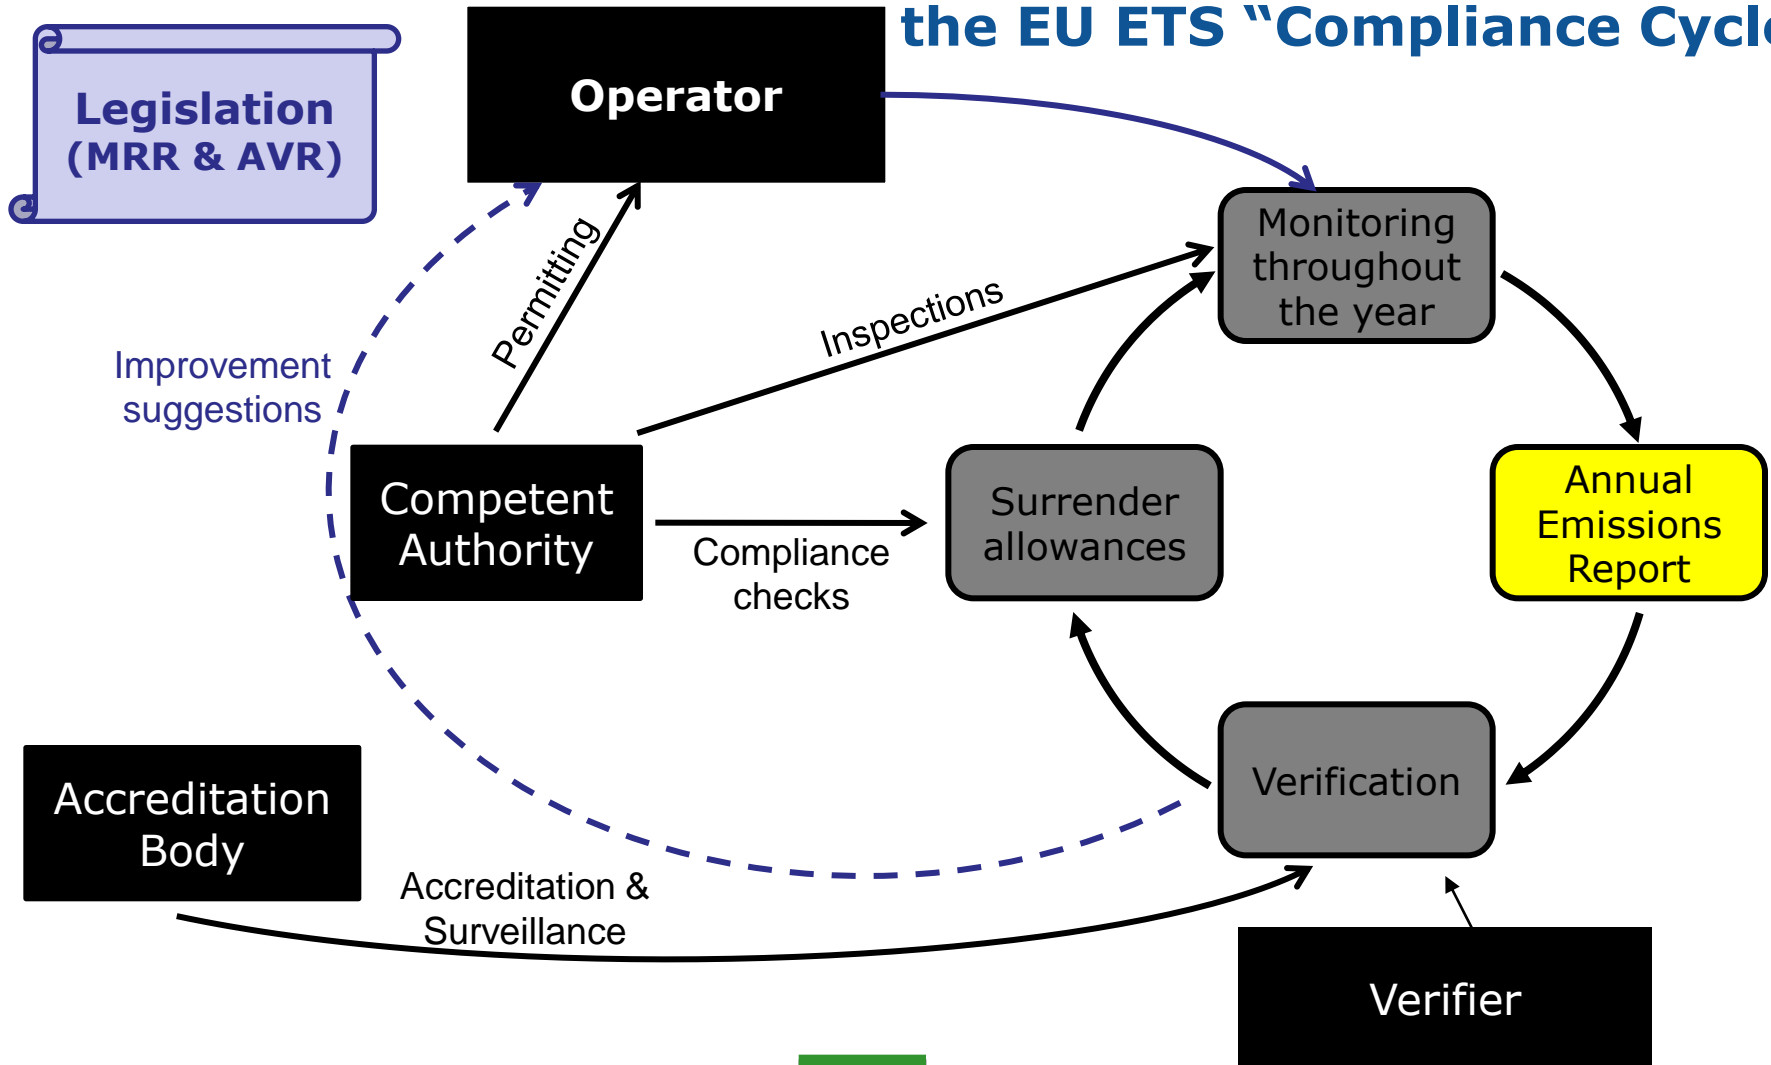 the EU ETS “Compliance Cycle
Legislation
(MRR & AVR)
Operator
Monitoring
throughout
the year
Permitting
Inspections
Improvement
suggestions
Competent
Authority
Compliance
checks
Surrender
allowances
Annual
Emissions
Report
Verification
Accreditation
Body
Accreditation &
Surveillance
Verifier